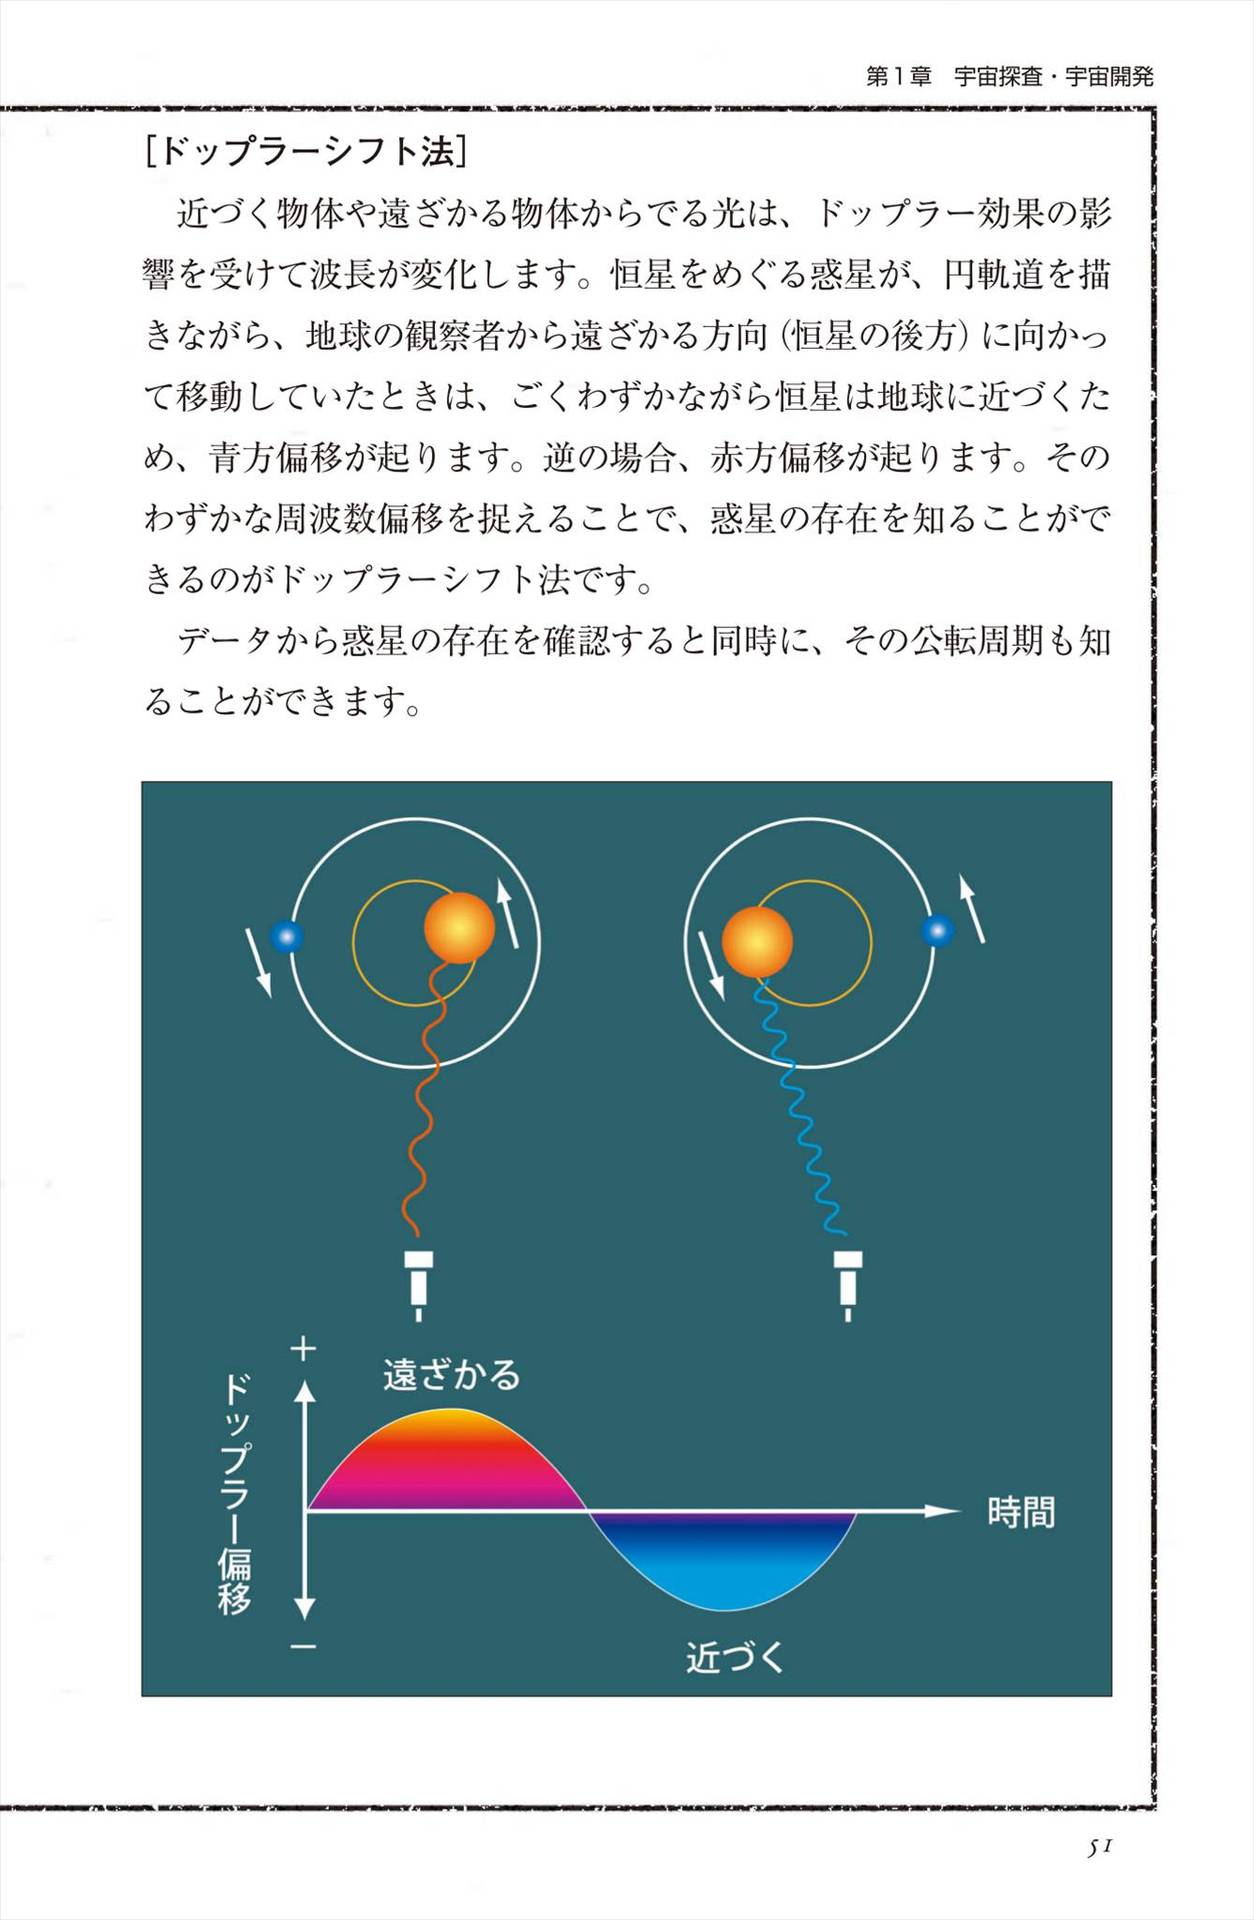 第1章　宇宙探査・宇宙開発
[ドップラーシフト法]
　近づく物体や遠ざかる物体からでる光は、ドップラー効果の影
響を受けて波長が変化します。恒星をめぐる惑星が、円軌道を描
きながら、地球の観察者から遠ざかる方向（恒星の後方）に向かっ
て移動していたときは、ごくわずかながら恒星は地球に近づくた
め、青方偏移が起ります。逆の場合、赤方偏移が起ります。その
わずかな周波数偏移を捉えることで、惑星の存在を知ることがで
きるのがドップラーシフト法です。
　データから惑星の存在を確認すると同時に、その公転周期も知
ることができます。
＋
遠ざかる
ドップラー偏移
時間
－
近づく
51